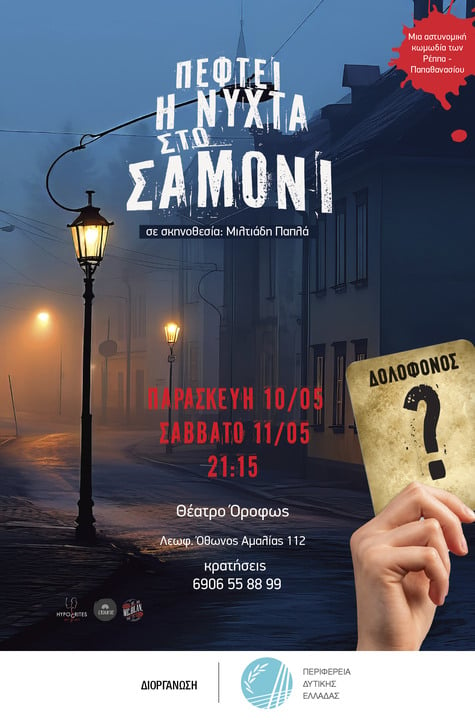 Μια αστυνομική
κωμωδία των
Ρέππα -
Παπαθανασίου
ΠΕΦΤΕΙ
Η ΝΥΧΤΑ
ΣΤΟ
ΣΑΜΟΝΙ
σε σκηνοθεσία: Μιλτιάδη Παπλά
ΔΟΛΟΦΟΝΟΣ
?
ΠΑΡΑΣΚΕΥΗ 10/05
ΣΑΒΒΑΤΟ 11/05
21:15
Θέατρο Όροφως
Λεωφ. Όθωνος Αμαλίας 112
κρατήσεις
6906 55 88 99
HYPOCRITES
ΔΙΟΡΓΑΝΩΣΗ
ΠΕΡΙΦΕΡΕΙΑ
ΔΥΤΙΚΗΣ
ΕΛΛΑΔΑΣ